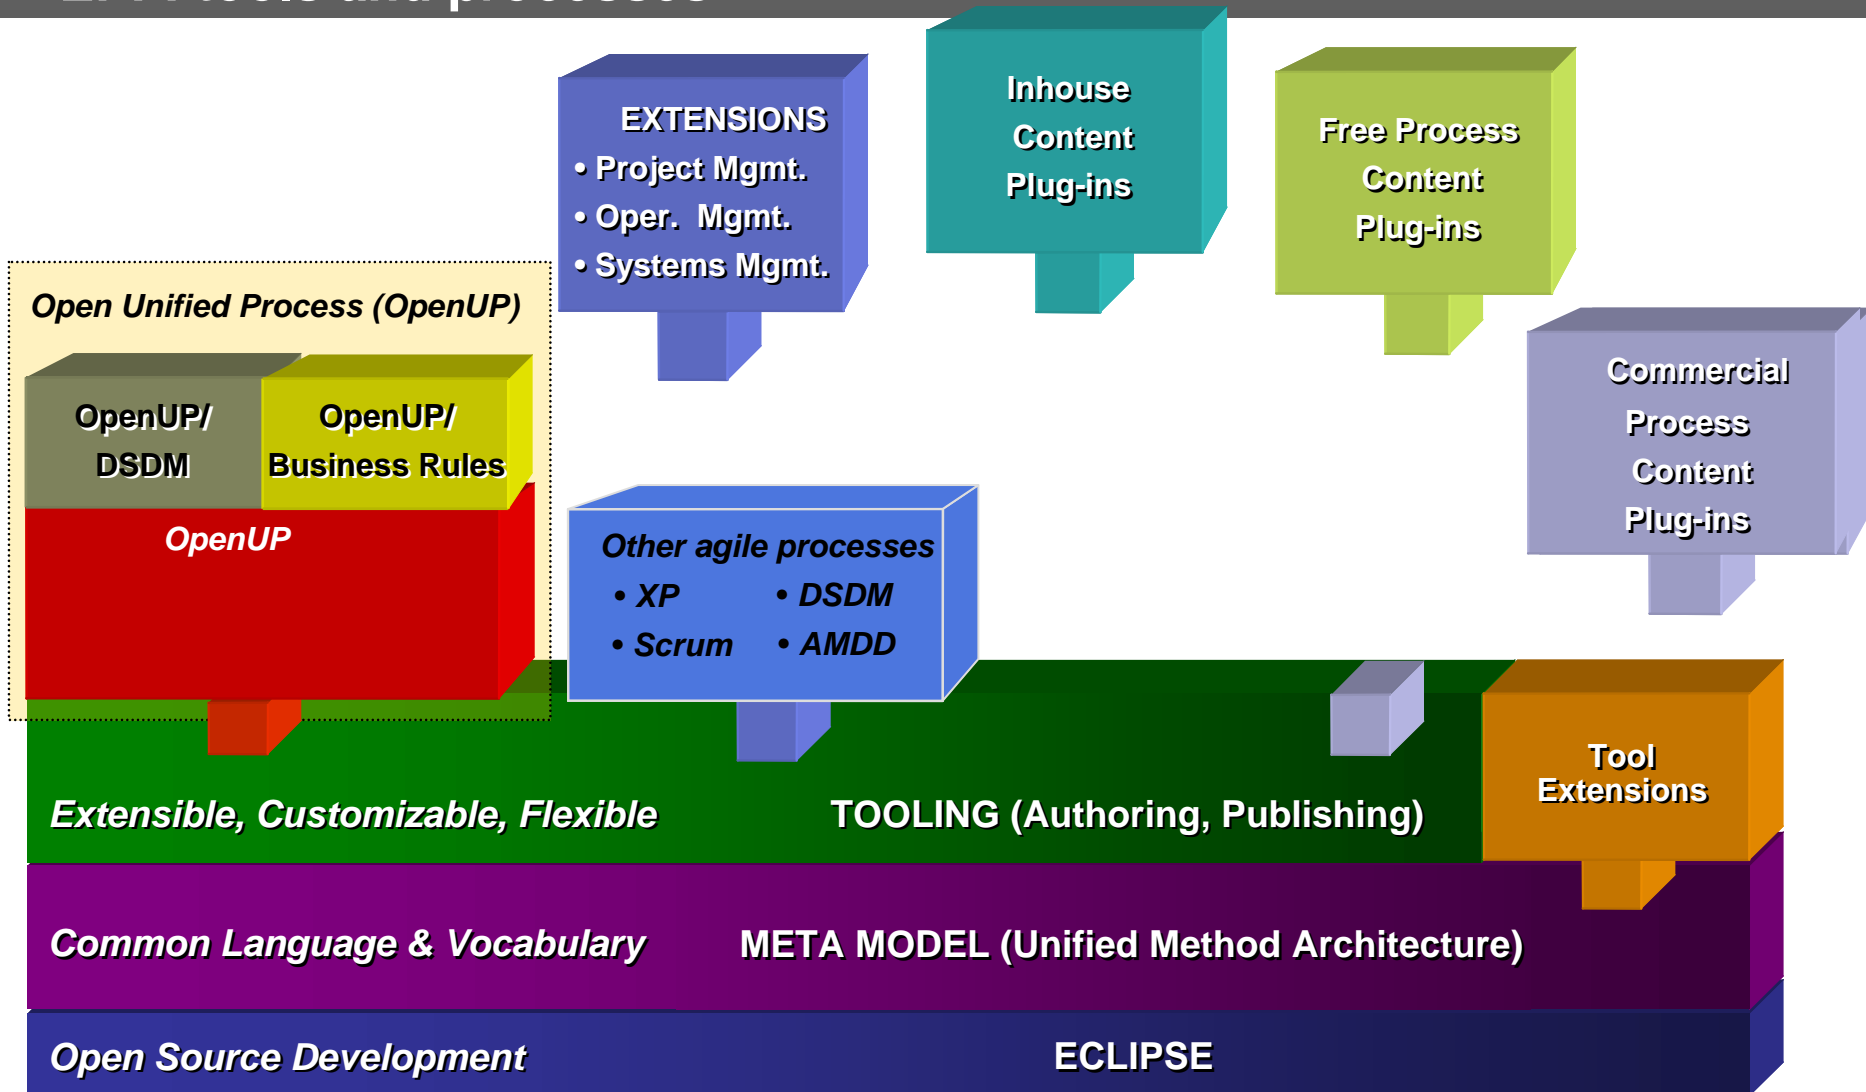 tools and processes
EXTENSIONS
• Project Mgmt.
• Oper. Mgmt.
• Systems Mgmt.
Inhouse
Content
Plug-ins
Free Process
Content
Plug-ins
Commercial
Process
Content
Plug-ins
Open Unified Process (OpenUP)
OpenUP/
DSDM
OpenUP/
Business Rules
OpenUP
Other agile processes
• XP • DSDM
• Scrum • AMDD
Tool
Extensions
Extensible, Customizable, Flexible TOOLING (Authoring, Publishing)
Common Language & Vocabulary META MODEL (Unified Method Architecture)
Open Source Development ECLIPSE